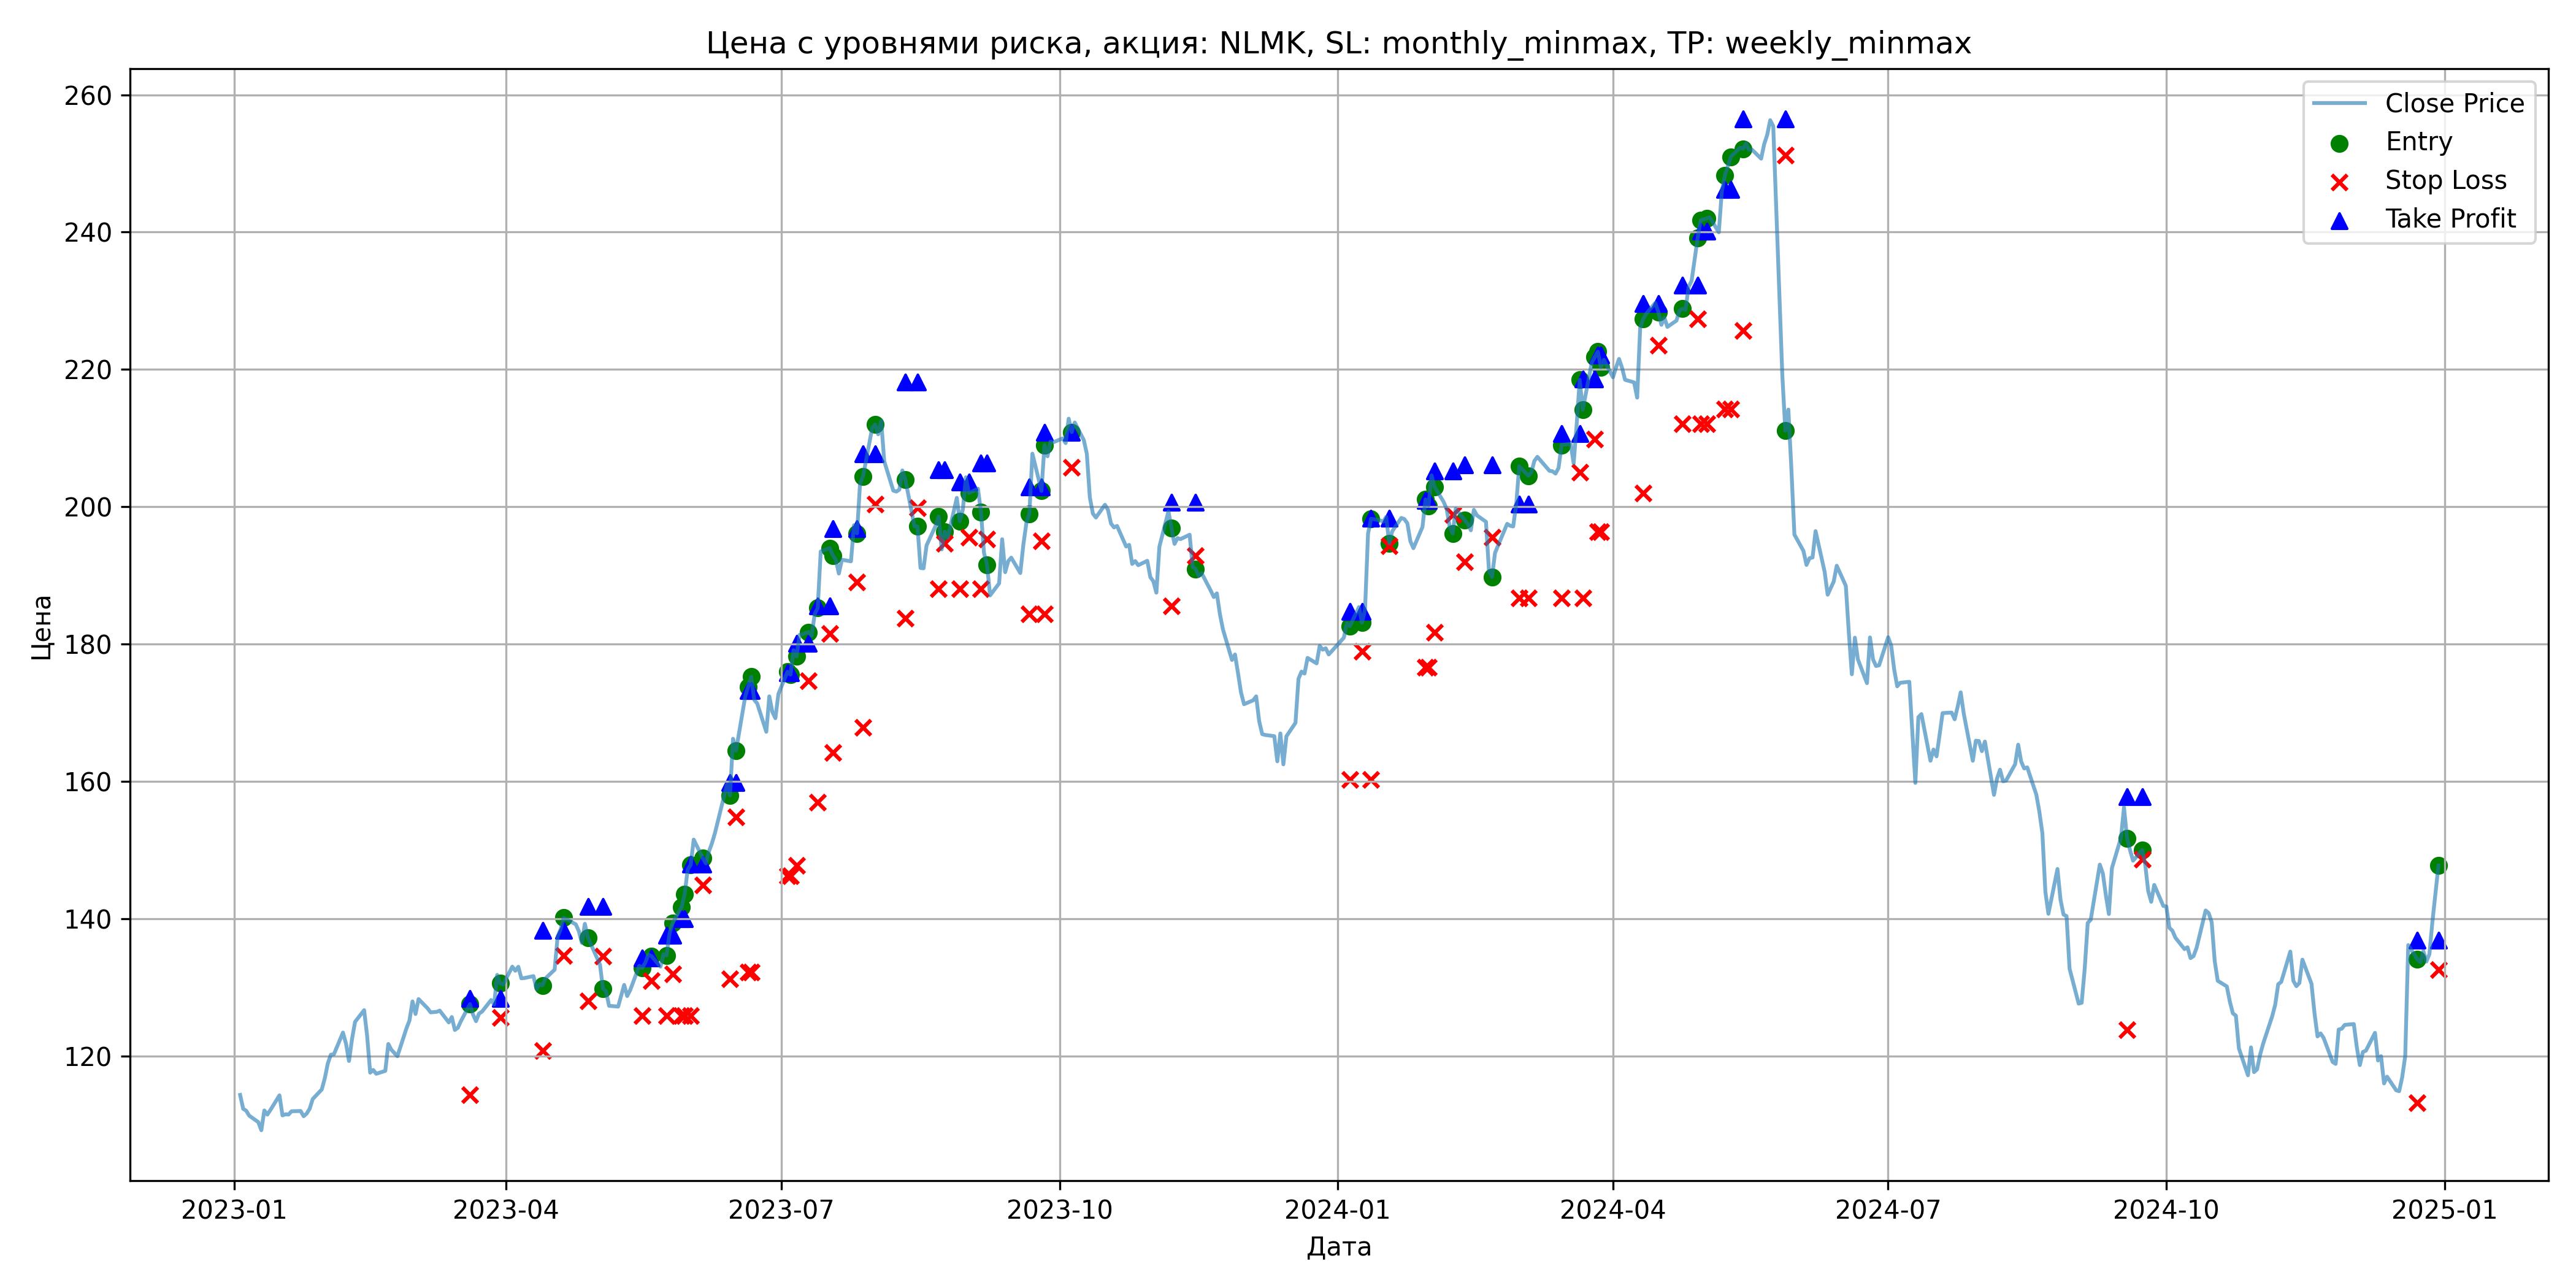 Цена с уровнями риска, акция: NLMK, SL: monthly_minmax, TP: weekly_minmax
260
240
220
200
180
160
140
120
Цена
Close Price
Entry
Stop Loss
Take Profit
2023-01
2023-04
2023-07
2023-10
2024-01
2024-04
2024-07
2024-10
2025-01
Дата